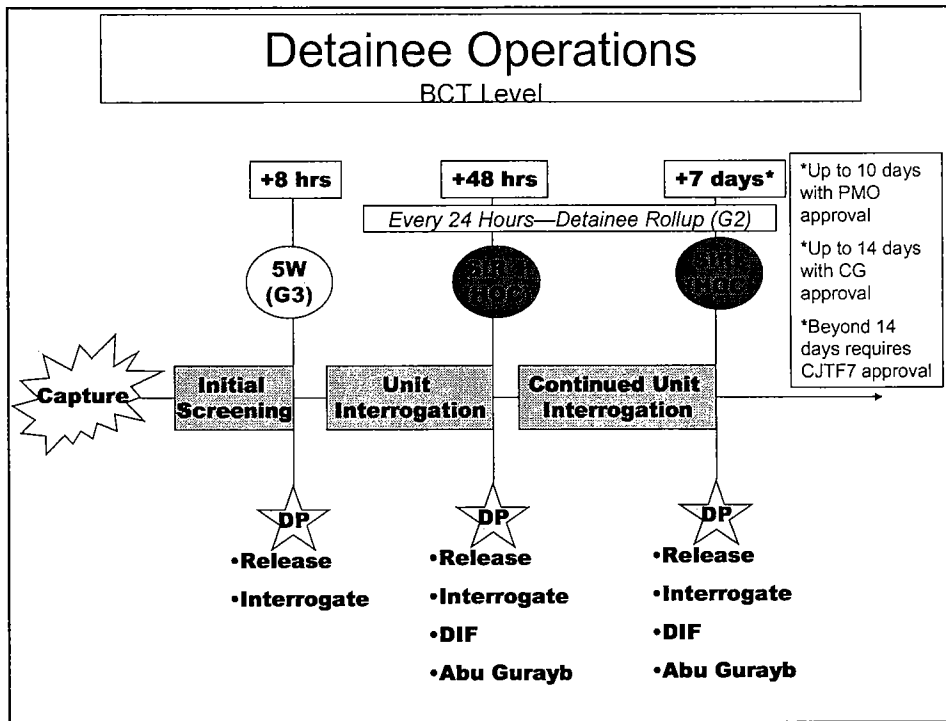 Detainee Operations
BCT Level
+8 hrs
+48 hrs
+7 days*
*Up to 10 days
with PMO
approval
*Up to 14 days
with CG
approval
*Beyond 14
days requires
CJTF7 approval
Every 24 Hours—Detainee Rollup (G2)
5W
(G3)
Capture
Initial
Screening
Unit
Interrogation
Continued Unit
Interrogation
DP
•Release
•Interrogate
DP
•Release
•Interrogate
•DIF
•Abu Gurayb
DP
•Release
•Interrogate
•DIF
•Abu Gurayb